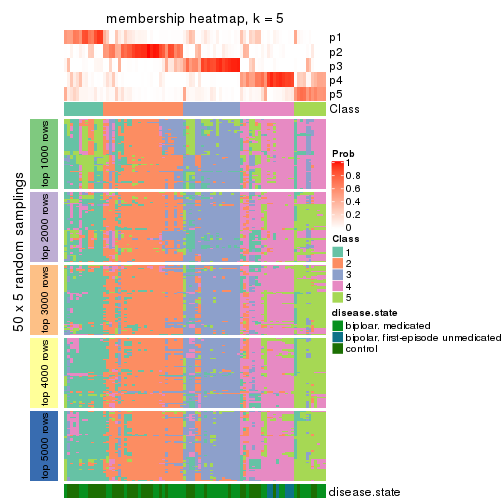 membership heatmap, k = 5
p1
p2
p3
p4
p5
Class
50 x 5 random samplings
top 1000 rows
top 2000 rows
top 3000 rows
top 4000 rows
top 5000 rows
Prob
1
0.8
0.6
0.4
0.2
0
Class
1
2
3
4
5
disease.state
bipolar, medicated
bipolar, first-episode unmedicated
control
disease.state